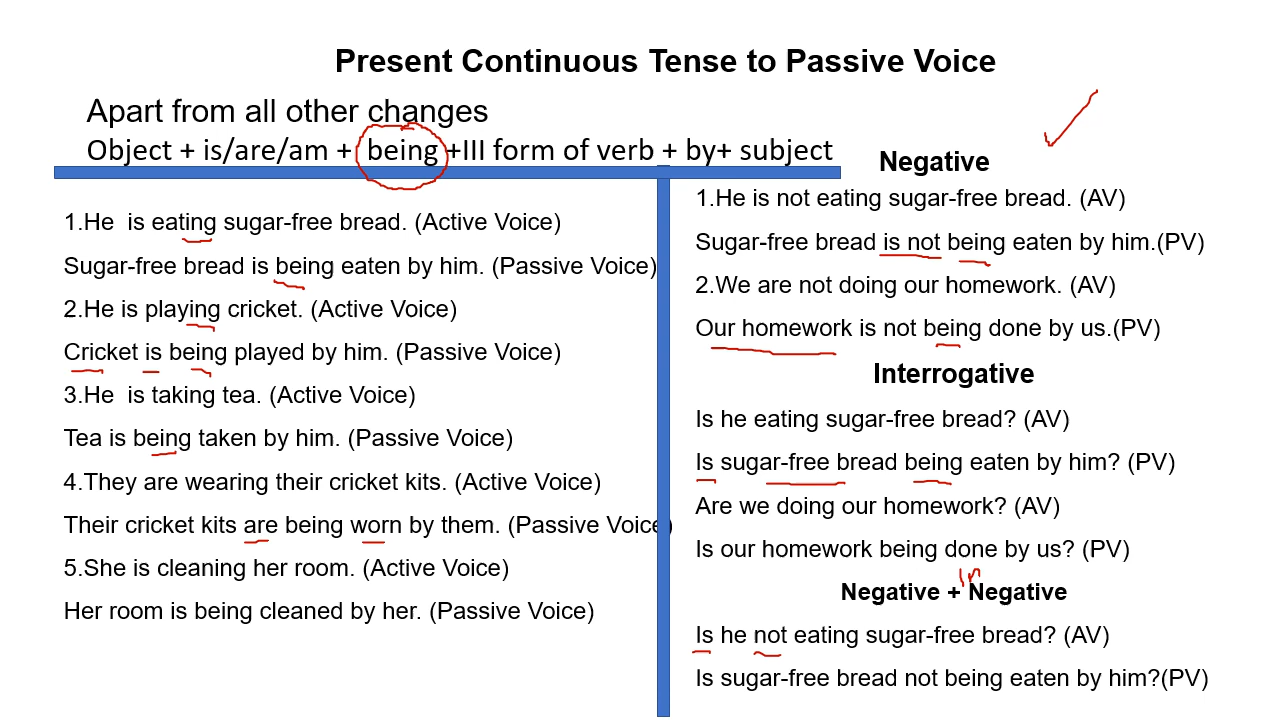 Present Continuous Tense to Passive Voice
Apart from all other changes
Object + is/are/am + being +III form of verb + by+ subject
1.He  is eating sugar-free bread. (Active Voice)
Sugar-free bread is being eaten by him. (Passive Voice)
2.He is playing cricket. (Active Voice)
Cricket is being played by him. (Passive Voice)
3.He  is taking tea. (Active Voice)
Tea is being taken by him. (Passive Voice)
4.They are wearing their cricket kits. (Active Voice)
Their cricket kits are being worn by them. (Passive Voice)
5.She is cleaning her room. (Active Voice)
Her room is being cleaned by her. (Passive Voice)
Negative
1.He is not eating sugar-free bread. (AV)
Sugar-free bread is not being eaten by him.(PV)
2.We are not doing our homework. (AV)
Our homework is not being done by us.(PV)
Interrogative
Is he eating sugar-free bread? (AV)
Is sugar-free bread being eaten by him? (PV)
Are we doing our homework? (AV)
Is our homework being done by us? (PV)
In
Negative + Negative
Is he not eating sugar-free bread? (AV)
Is sugar-free bread not being eaten by him?(PV)